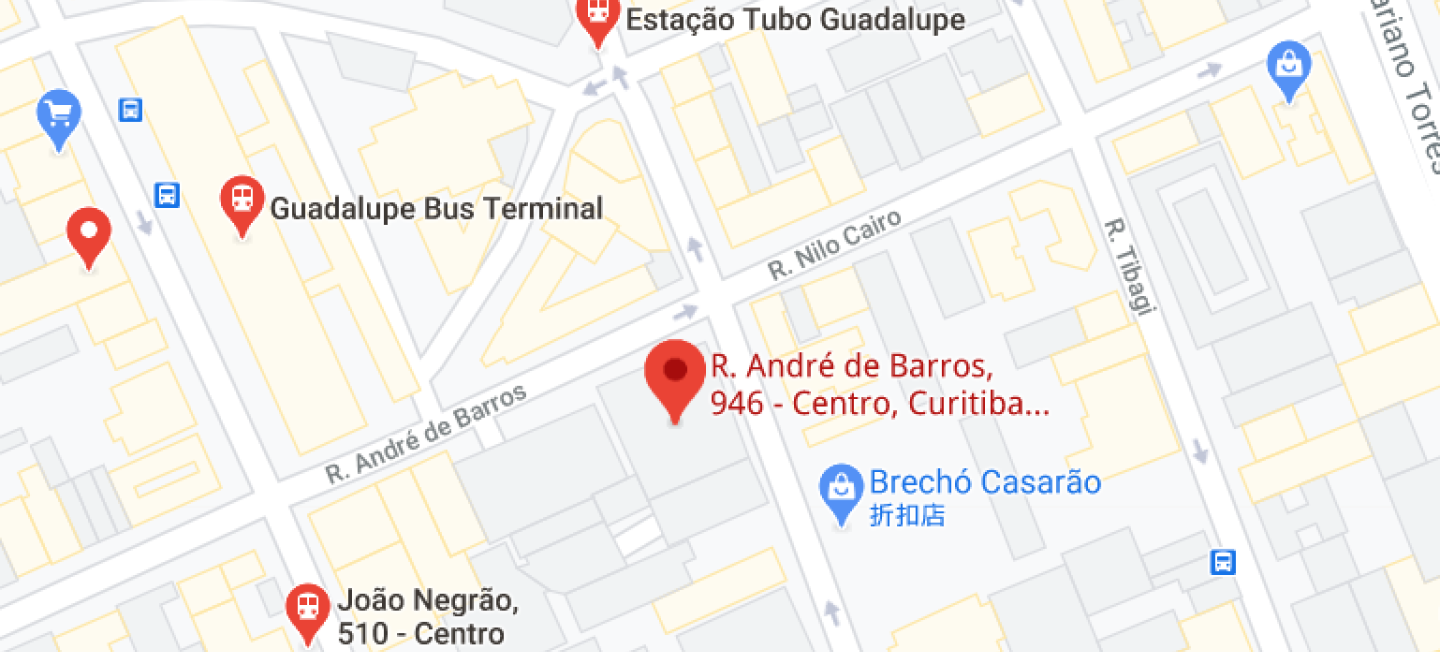 Estação Tubo Guadalupe
ariano Torres
Guadalupe Bus Terminal
R. Nilo Cairo
R. Tibagi
R. André de Barros,
946 - Centro, Curitiba...
R. André de Barros
Brechó Casarão
折扣店
João Negrão,
510 - Centro